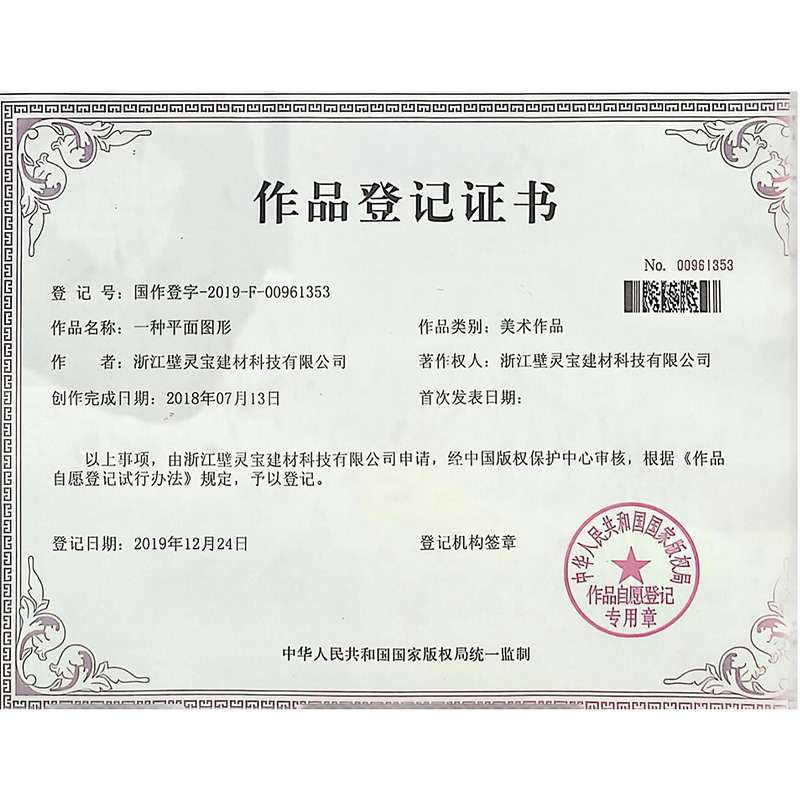 作品登记证书
No. 00961353
登 记 号：国作登字-2019-F-00961353
作品名称：一种平面图形
作品类别：美术作品
作 者：浙江壁灵宝建材科技有限公司
著作权人：浙江壁灵宝建材科技有限公司
创作完成日期：2018年07月13日
首次发表日期：
以上事项，由浙江壁灵宝建材科技有限公司申请，经中国版权保护中心审核，根据《作品
自愿登记试行办法》规定，予以登记。
登记日期：2019年12月24日
登记机构签章
中华人民共和国国家版权局
作品自愿登记
专用章
中华人民共和国国家版权局统一监制